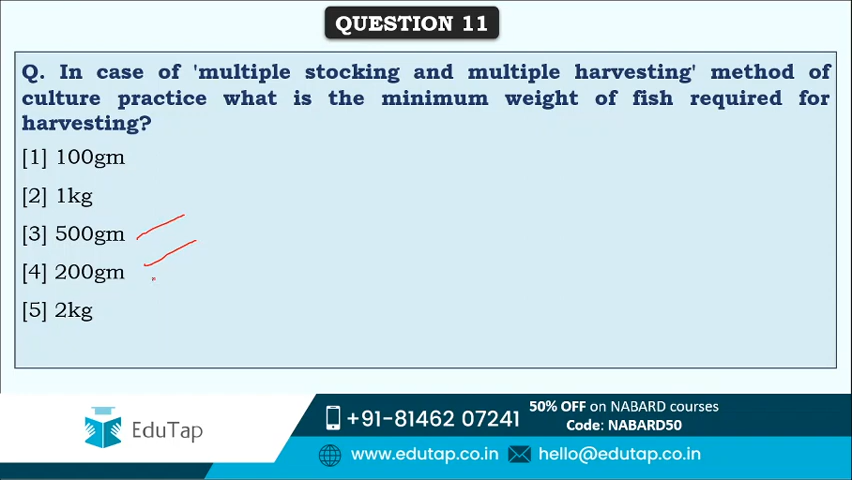 QUESTION 11
Q. In case of 'multiple stocking and multiple harvesting' method of
culture practice what is the minimum weight of fish required for
harvesting?
[1] 100gm
[2] 1kg
[3] 500gm
[4] 200gm
[5] 2kg
EduTap
+91-81462 07241
50% OFF on NABARD courses
Code: NABARD50
www.edutap.co.in
hello@edutap.co.in